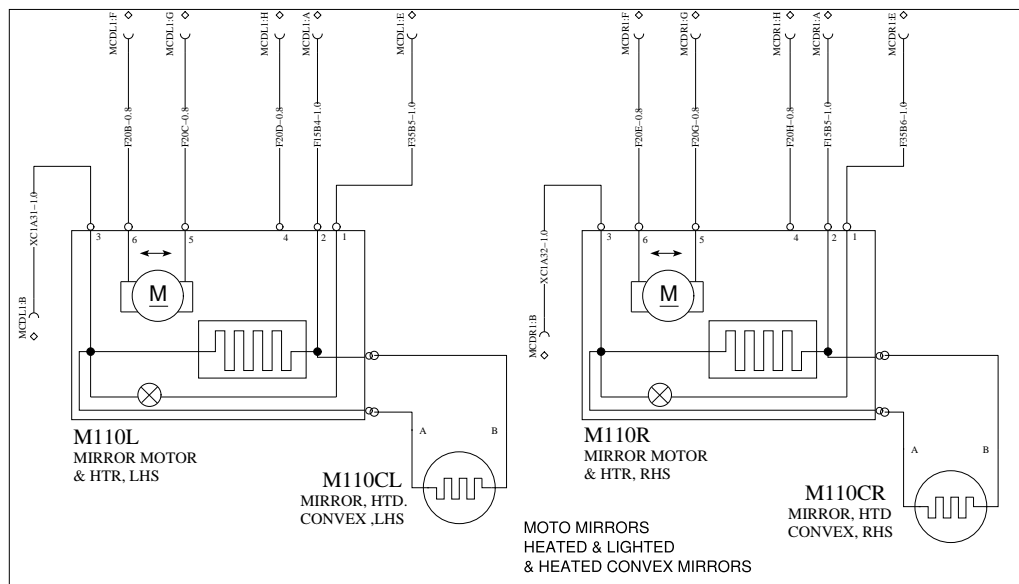 MCDL1:F
MCDL1:G
MCDL1:H
MCDL1:A
MCDL1:E
MCDR1:F
MCDR1:G
MCDR1:H
MCDR1:A
MCDR1:E
F20B-0.8
F20C-0.8
F20D-0.8
F15B4-1.0
F35B5-1.0
F20E-0.8
F20G-0.8
F20H-0.8
F15B5-1.0
F35B6-1.0
XC1A31-1.0
MCDL1:B
XC1A32-1.0
MCDR1:B
3 6 5 4 2 1
3 6 5 4 2 1
M
M
A B
A B
M110L
MIRROR MOTOR
& HTR, LHS
M110CL
MIRROR, HTD.
CONVEX ,LHS
M110R
MIRROR MOTOR
& HTR, RHS
M110CR
MIRROR, HTD
CONVEX, RHS
MOTO MIRRORS
HEATED & LIGHTED
& HEATED CONVEX MIRRORS